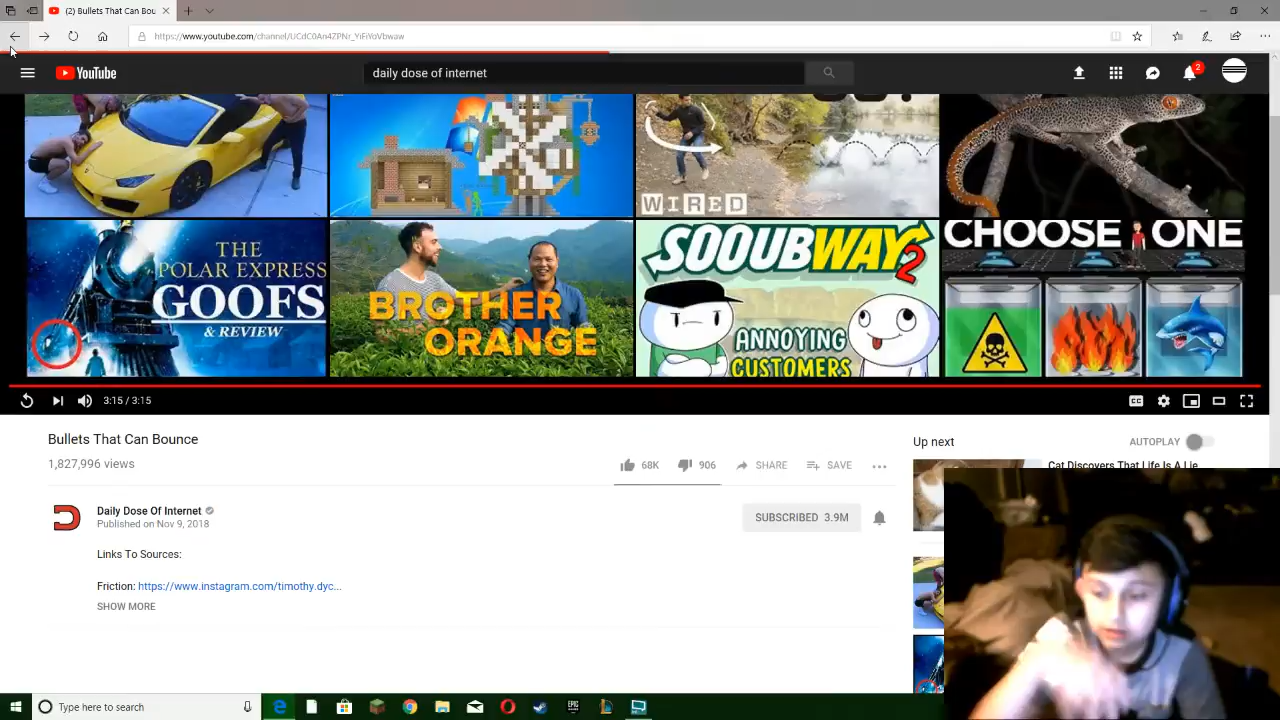 (2) Bullets That Can Bou
https://www.youtube.com/channel/UCdC0An4ZPNr_YiFiYoVbwaw
YouTube
daily dose of internet
2
WIRED
THE
POLAR EXPRESS
GOOFS
& REVIEW
BROTHER
ORANGE
SOOUBWAY 2
ANNOYING
CUSTOMERS
CHOOSE ONE
3:15 / 3:15
CC
Bullets That Can Bounce
1,827,996 views
68K
906
SHARE
SAVE
Up next
AUTOPLAY
Cat Discovers That Life Is A Lie
Daily Dose Of Internet
Published on Nov 9, 2018
SUBSCRIBED 3.9M
Links To Sources:
Friction: https://www.instagram.com/timothy.dyc...
SHOW MORE
Type here to search
EPIC